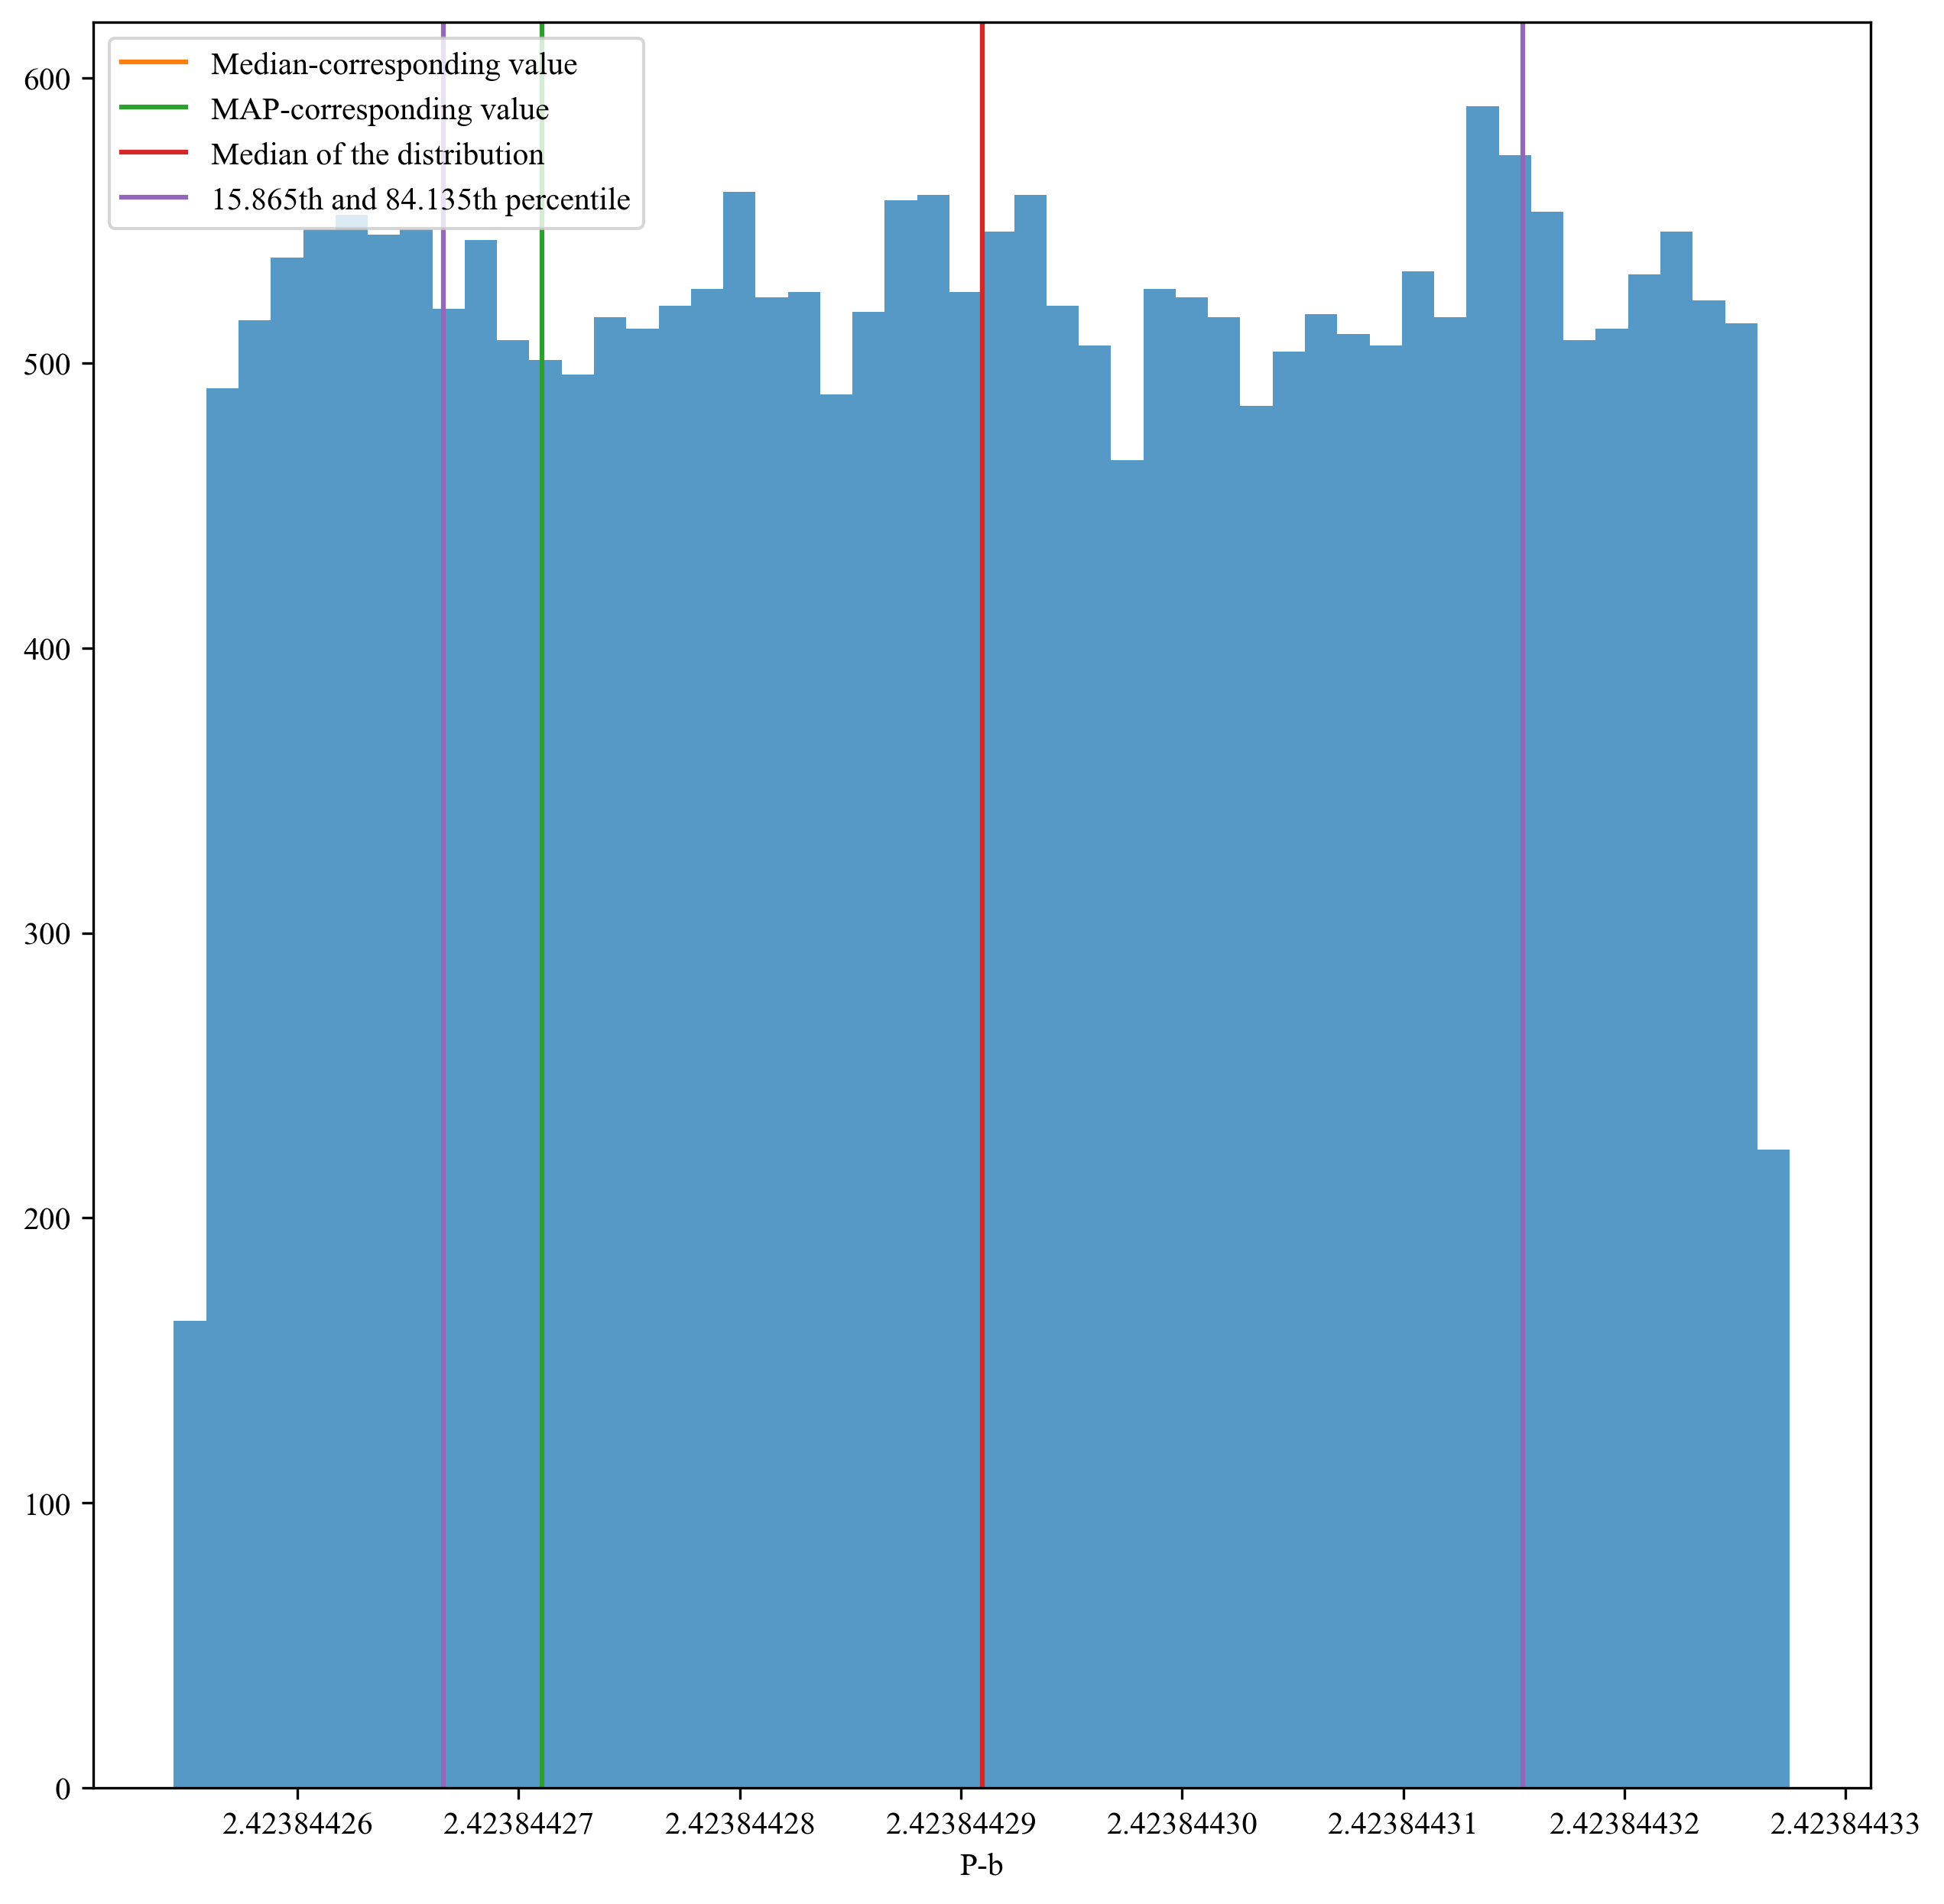 Median-corresponding value
MAP-corresponding value
Median of the distribution
15.865th and 84.135th percentile
600
500
400
300
200
100
0
2.42384426 2.42384427 2.42384428 2.42384429 2.42384430 2.42384431 2.42384432 2.42384433
P-b